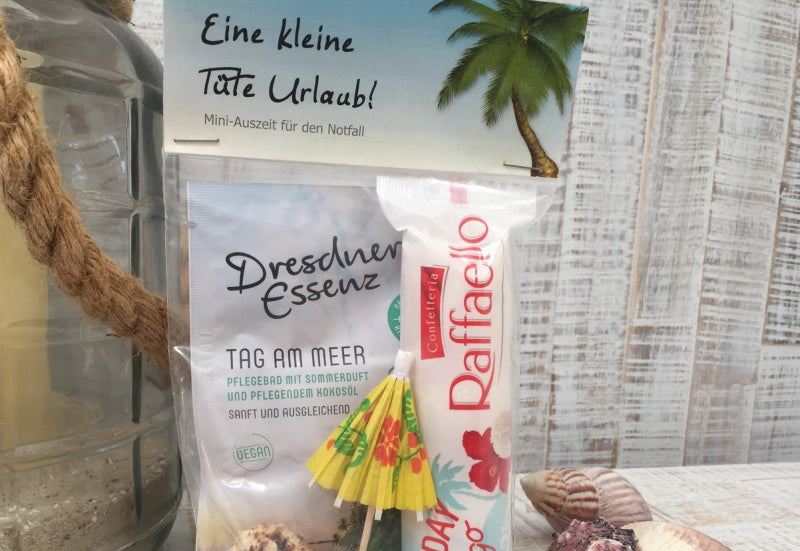 Eine kleine
Tüte Urlaub!
Mini-Auszeit für den Notfall
Dresdner
Essenz
TAG AM MEER
PFLEGEBAD MIT SOMMERDUFT
UND PFLEGENDEM KOKOSÖL
SANFT UND AUSGLEICHEND
VEGAN
Confetteria
Raffaello